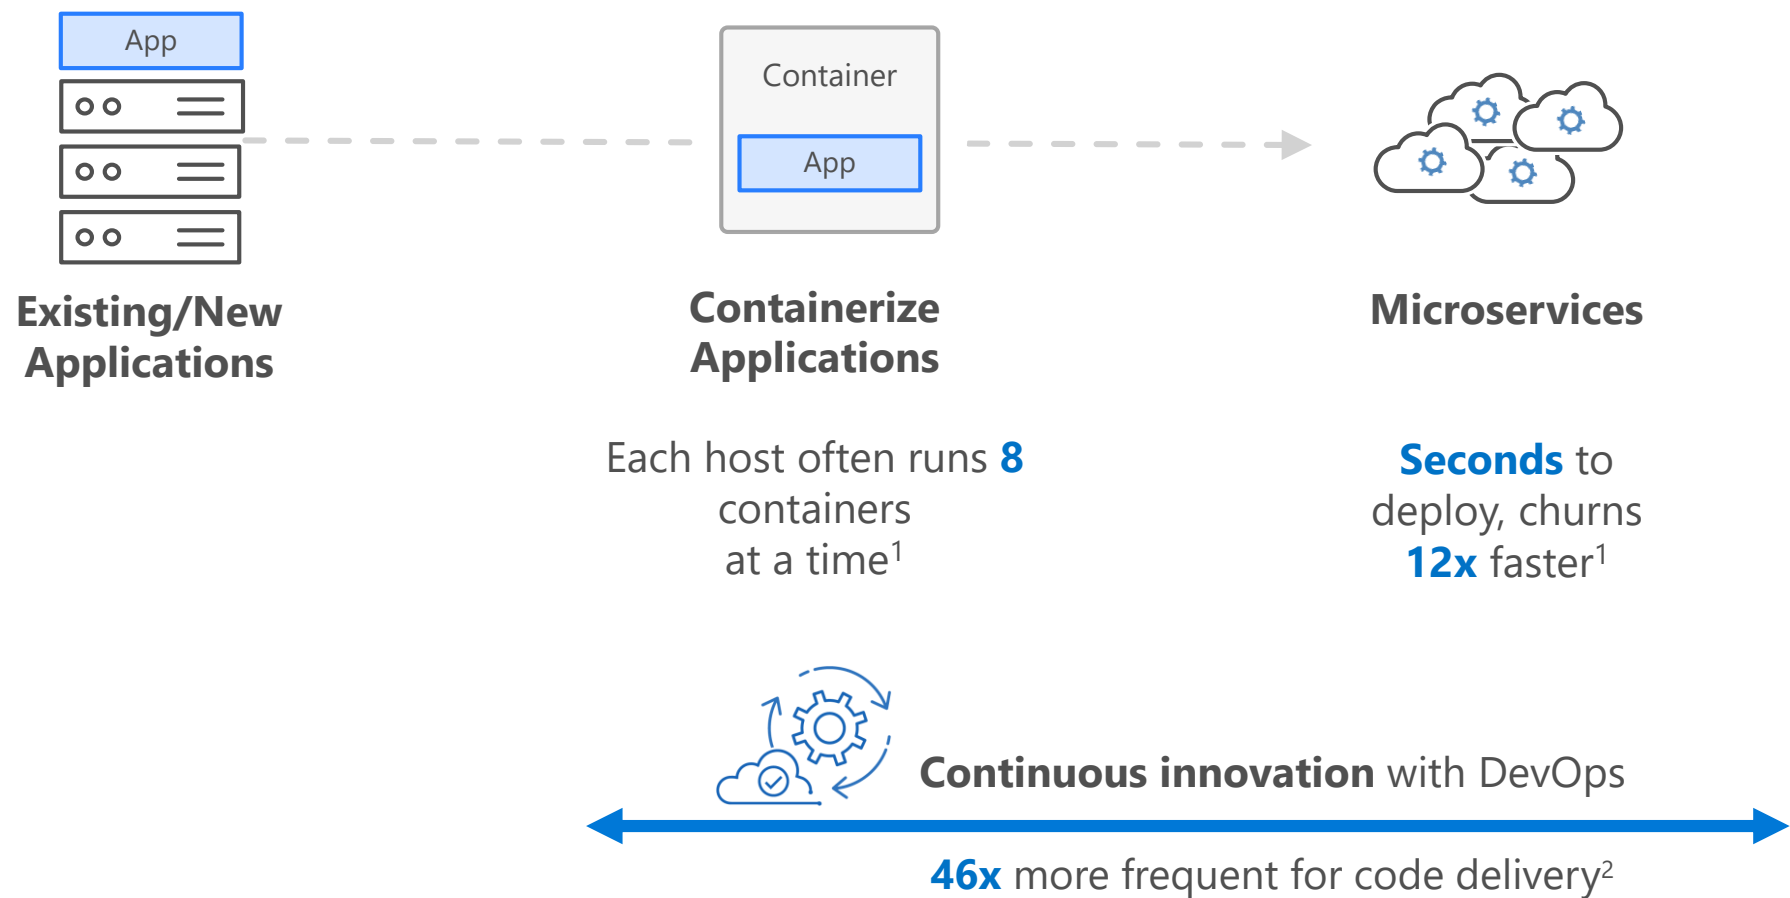 App
Existing/New
Applications
Container
App
Containerize
Applications
Each host often runs 8
containers
at a time¹
Microservices
Seconds to
deploy, churns
12x faster¹
Continuous innovation with DevOps
46x more frequent for code delivery²